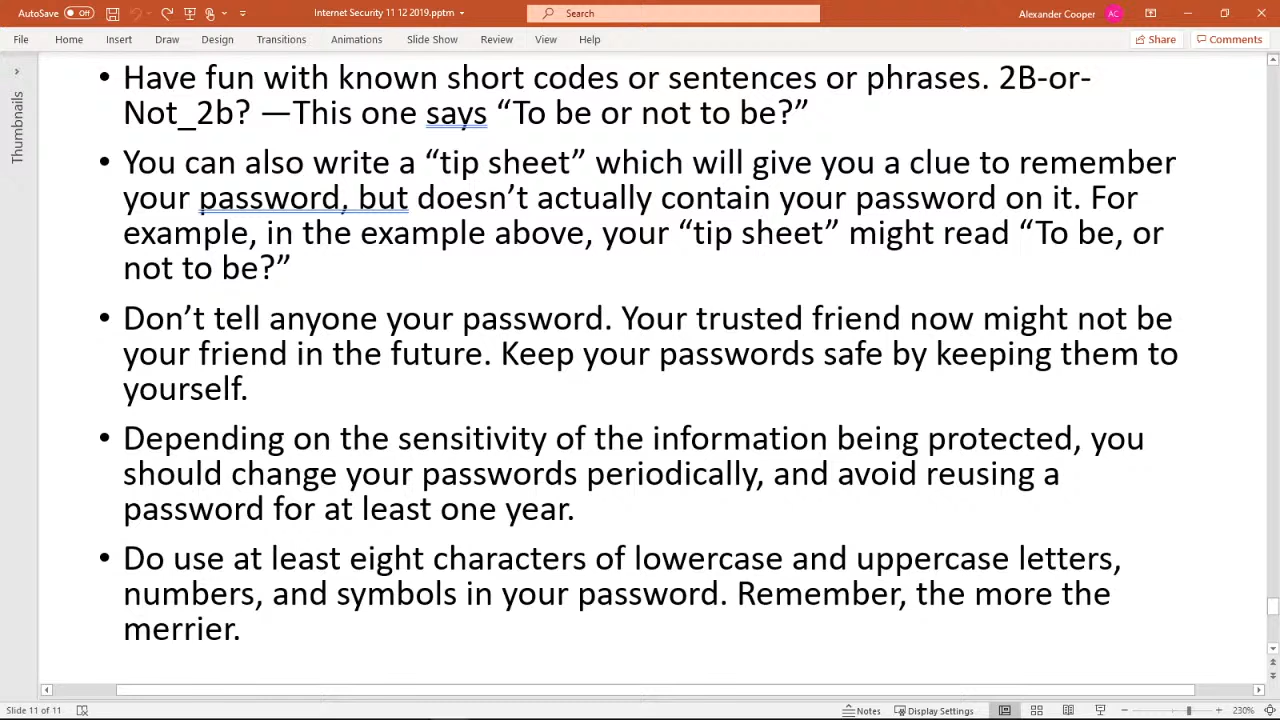 AutoSave Off Internet Security 11 12 2019.pptm Search Alexander Cooper AC
File Home Insert Draw Design Transitions Animations Slide Show Review View Help Share Comments
Thumbnails
• Have fun with known short codes or sentences or phrases. 2B-or-
Not_2b? —This one says “To be or not to be?”
• You can also write a “tip sheet” which will give you a clue to remember
your password, but doesn’t actually contain your password on it. For
example, in the example above, your “tip sheet” might read “To be, or
not to be?”
• Don’t tell anyone your password. Your trusted friend now might not be
your friend in the future. Keep your passwords safe by keeping them to
yourself.
• Depending on the sensitivity of the information being protected, you
should change your passwords periodically, and avoid reusing a
password for at least one year.
• Do use at least eight characters of lowercase and uppercase letters,
numbers, and symbols in your password. Remember, the more the
merrier.
Slide 11 of 11 Notes Display Settings 230%